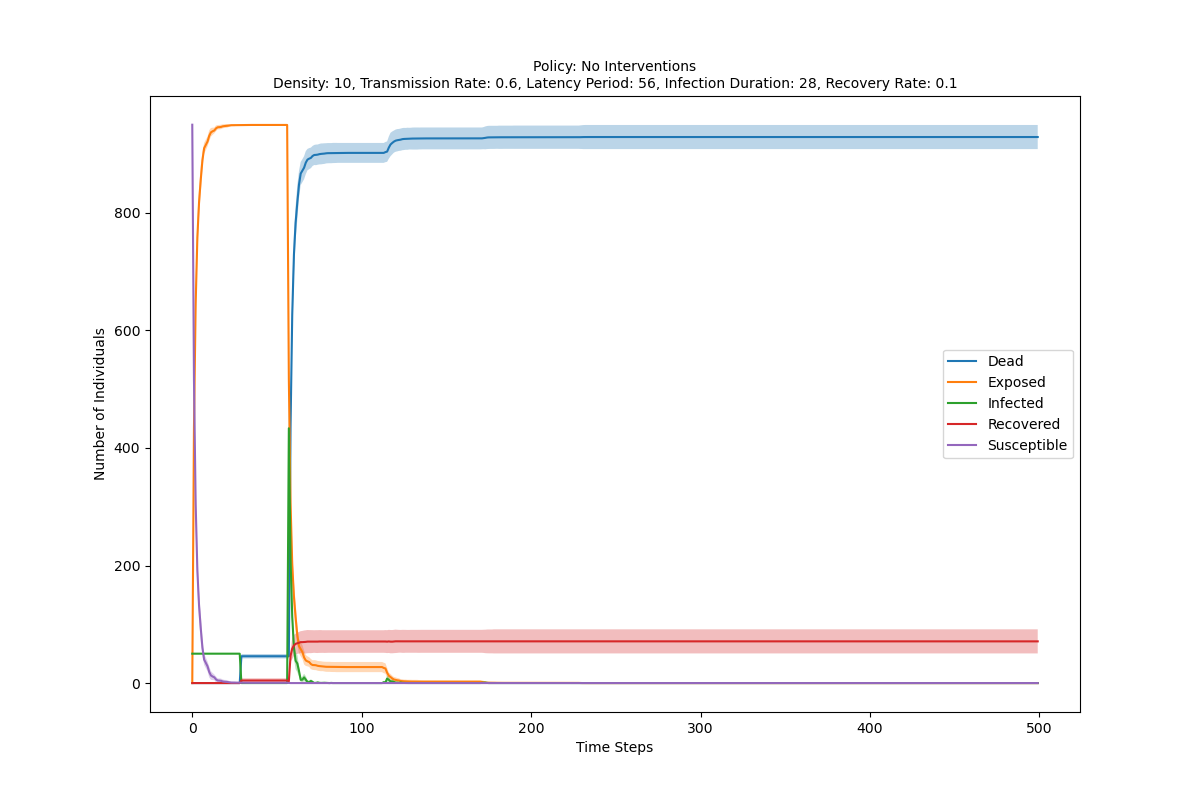 Policy: No Interventions
Density: 10, Transmission Rate: 0.6, Latency Period: 56, Infection Duration: 28, Recovery Rate: 0.1
Number of Individuals
800
600
400
200
0
Dead
Exposed
Infected
Recovered
Susceptible
0 100 200 300 400 500
Time Steps